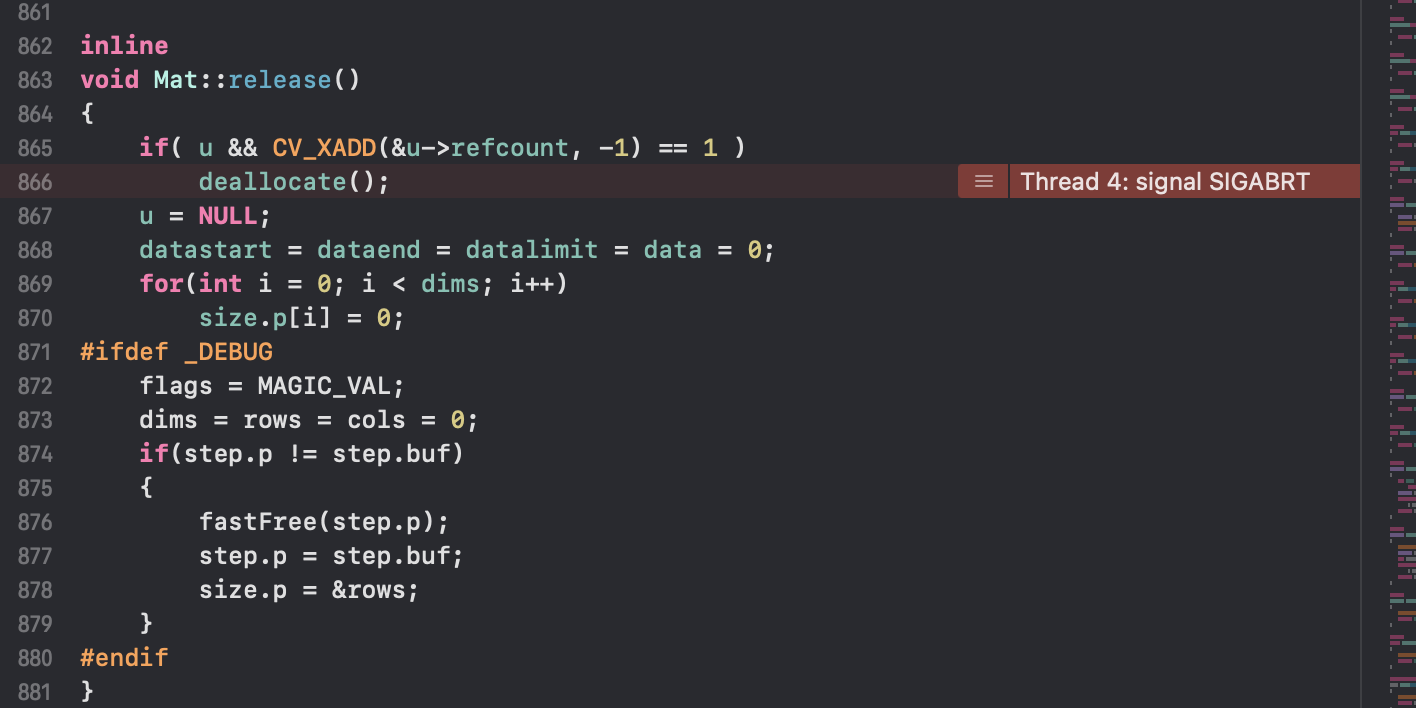 861
862 inline
863 void Mat::release()
864 {
865     if( u && CV_XADD(&u->refcount, -1) == 1 )
866         deallocate(); Thread 4: signal SIGABRT
867     u = NULL;
868     datastart = dataend = datalimit = data = 0;
869     for(int i = 0; i < dims; i++)
870         size.p[i] = 0;
871 #ifdef _DEBUG
872     flags = MAGIC_VAL;
873     dims = rows = cols = 0;
874     if(step.p != step.buf)
875     {
876         fastFree(step.p);
877         step.p = step.buf;
878         size.p = &rows;
879     }
880 #endif
881 }